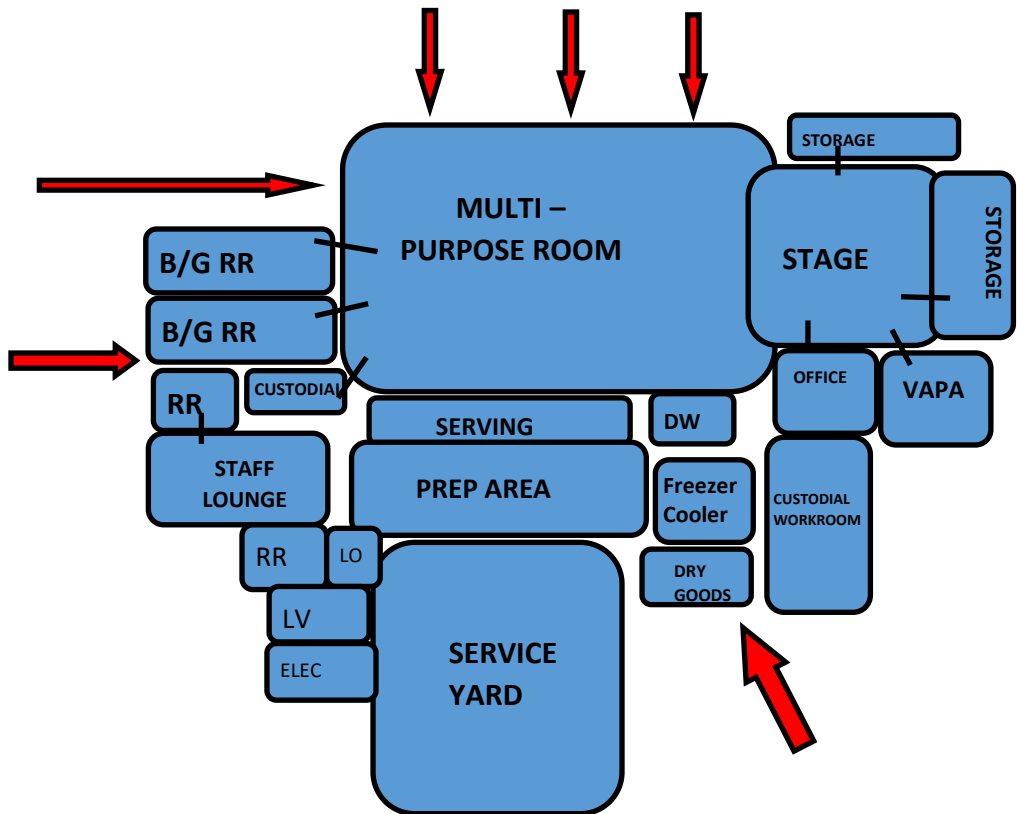 STORAGE
MULTI –
PURPOSE ROOM
STAGE
STORAGE
B/G RR
B/G RR
OFFICE
VAPA
RR
CUSTODIAL
SERVING
DW
STAFF
LOUNGE
PREP AREA
Freezer
Cooler
CUSTODIAL
WORKROOM
RR
LO
DRY
GOODS
LV
ELEC
SERVICE
YARD